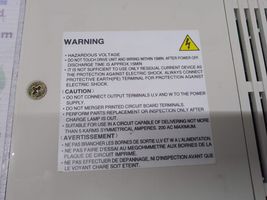 WARNING
• HAZARDOUS VOLTAGE
• DO NOT TOUCH DRIVE UNIT AND WIRING WITHIN 15MIN. AFTER POWER OFF.
DISCHARGE TIME IS APPROX.15MIN.
• IT IS NOT SUFFICIENT TO USE ONLY RESIDUAL CURRENT DEVICE AS
THE PROTECTION AGAINST ELECTRIC SHOCK. ALWAYS CONNECT
PROTECTIVE EARTH(PE) TERMINAL FOR PROTECTION AGAINST
ELECTRIC SHOCK.
(CAUTION)
• DO NOT CONNECT OUTPUT TERMINALS U,V AND W TO THE POWER
SUPPLY.
• DO NOT MERGER PRINTED CIRCUIT BOARD TERMINALS.
• PERFORM PARTS REPLACEMENT OR INSPECTION ONLY AFTER
CHARGE LAMP IS OUT.
• SUITABLE FOR USE IN A CIRCUIT CAPABLE OF DELIVERING NOT MORE
THAN 5 KARMS SYMMETRICAL AMPERES. 200 AC MAXIMUM.
(AVERTISSEMENT)
• NE PAS BRANCHER LES BORNES DE SORTIE U,V ET W A L'ALIMENTATION.
• NE PAS FAIRE D'ESSAI AU MEGOHMMETRE AUX BORNES DE LA
PLAQUE DE CIRCUIT IMPRIME.
• NE PAS EFFECTUER DE DEPANNAGE, NI D'INSPECTION AVANT QUE
LE VOYANT CHARE SOIT ETEINT.